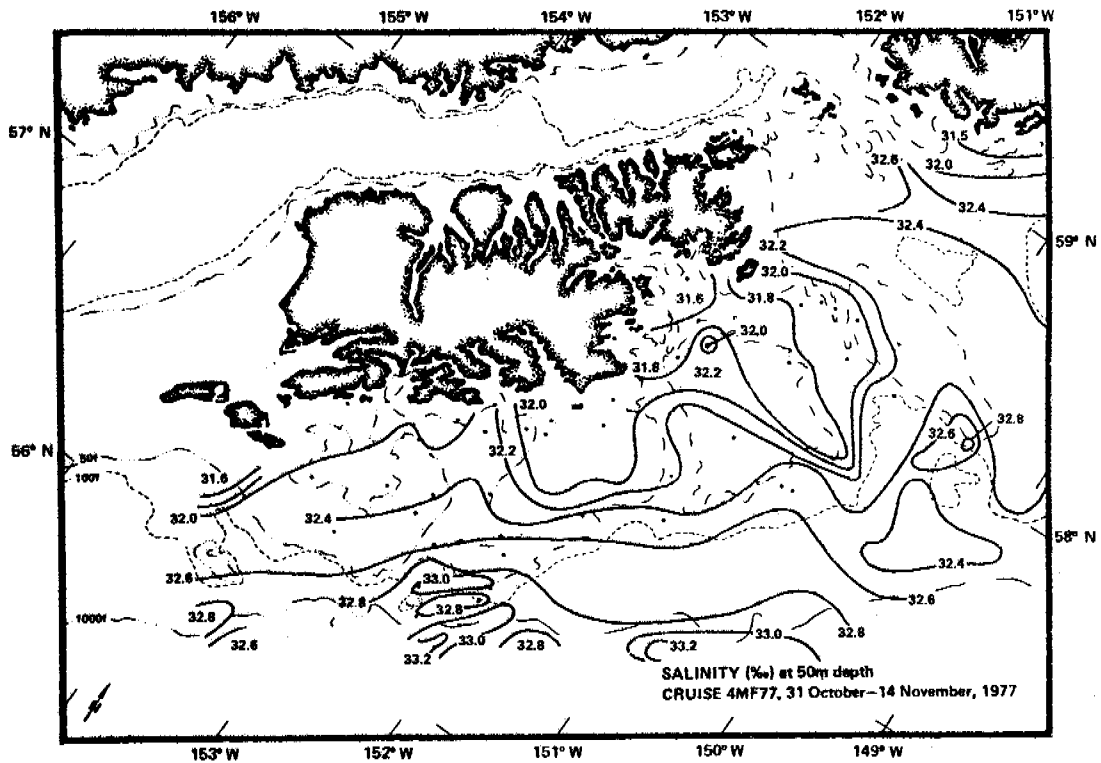 156° W 155° W 154° W 153° W 152° W 151° W
57° N
31.5
32.6 32.0
32.4
32.4
59° N
32.2
32.0
31.6 31.8
32.0
31.8 32.2
32.0
32.8
32.6
56° N
32.2
50f
100f
31.6
32.0 32.4
58° N
32.4
32.6 33.0
32.8 32.6
32.8 32.8
1000f
33.0 33.0 32.8
32.6 32.8
33.2 33.2
SALINITY (‰) at 50m depth
CRUISE 4MF77, 31 October–14 November, 1977
N
153° W 152° W 151° W 150° W 149° W